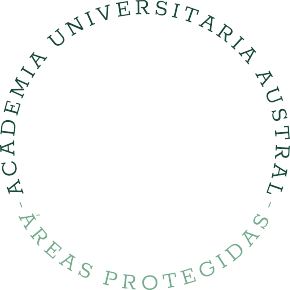 ACADEMIA UNIVERSITARIA AUSTRAL
- ÁREAS PROTEGIDAS -